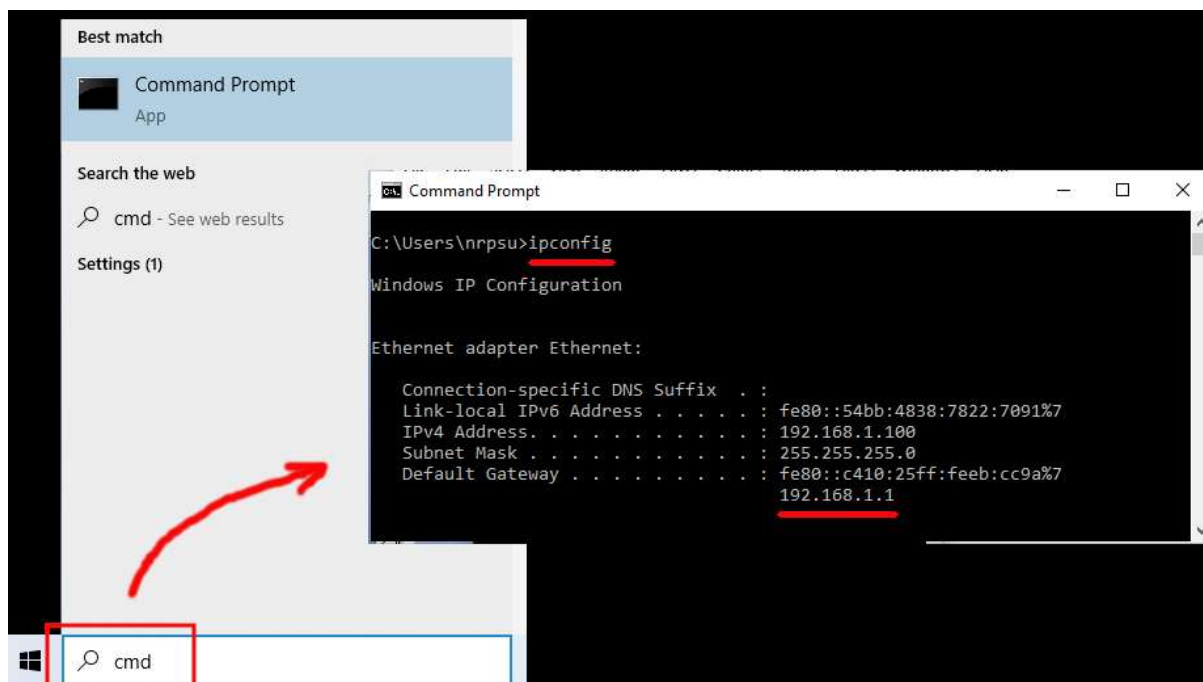 Best match
Command Prompt
App
Search the web
cmd - See web results
Settings (1)
Command Prompt
C:\Users\nrpsu>ipconfig
Windows IP Configuration
Ethernet adapter Ethernet:
Connection-specific DNS Suffix . :
Link-local IPv6 Address . . . . . : fe80::54bb:4838:7822:7091%7
IPv4 Address. . . . . . . . . . . : 192.168.1.100
Subnet Mask . . . . . . . . . . . : 255.255.255.0
Default Gateway . . . . . . . . . : fe80::c410:25ff:feeb:cc9a%7
192.168.1.1
cmd